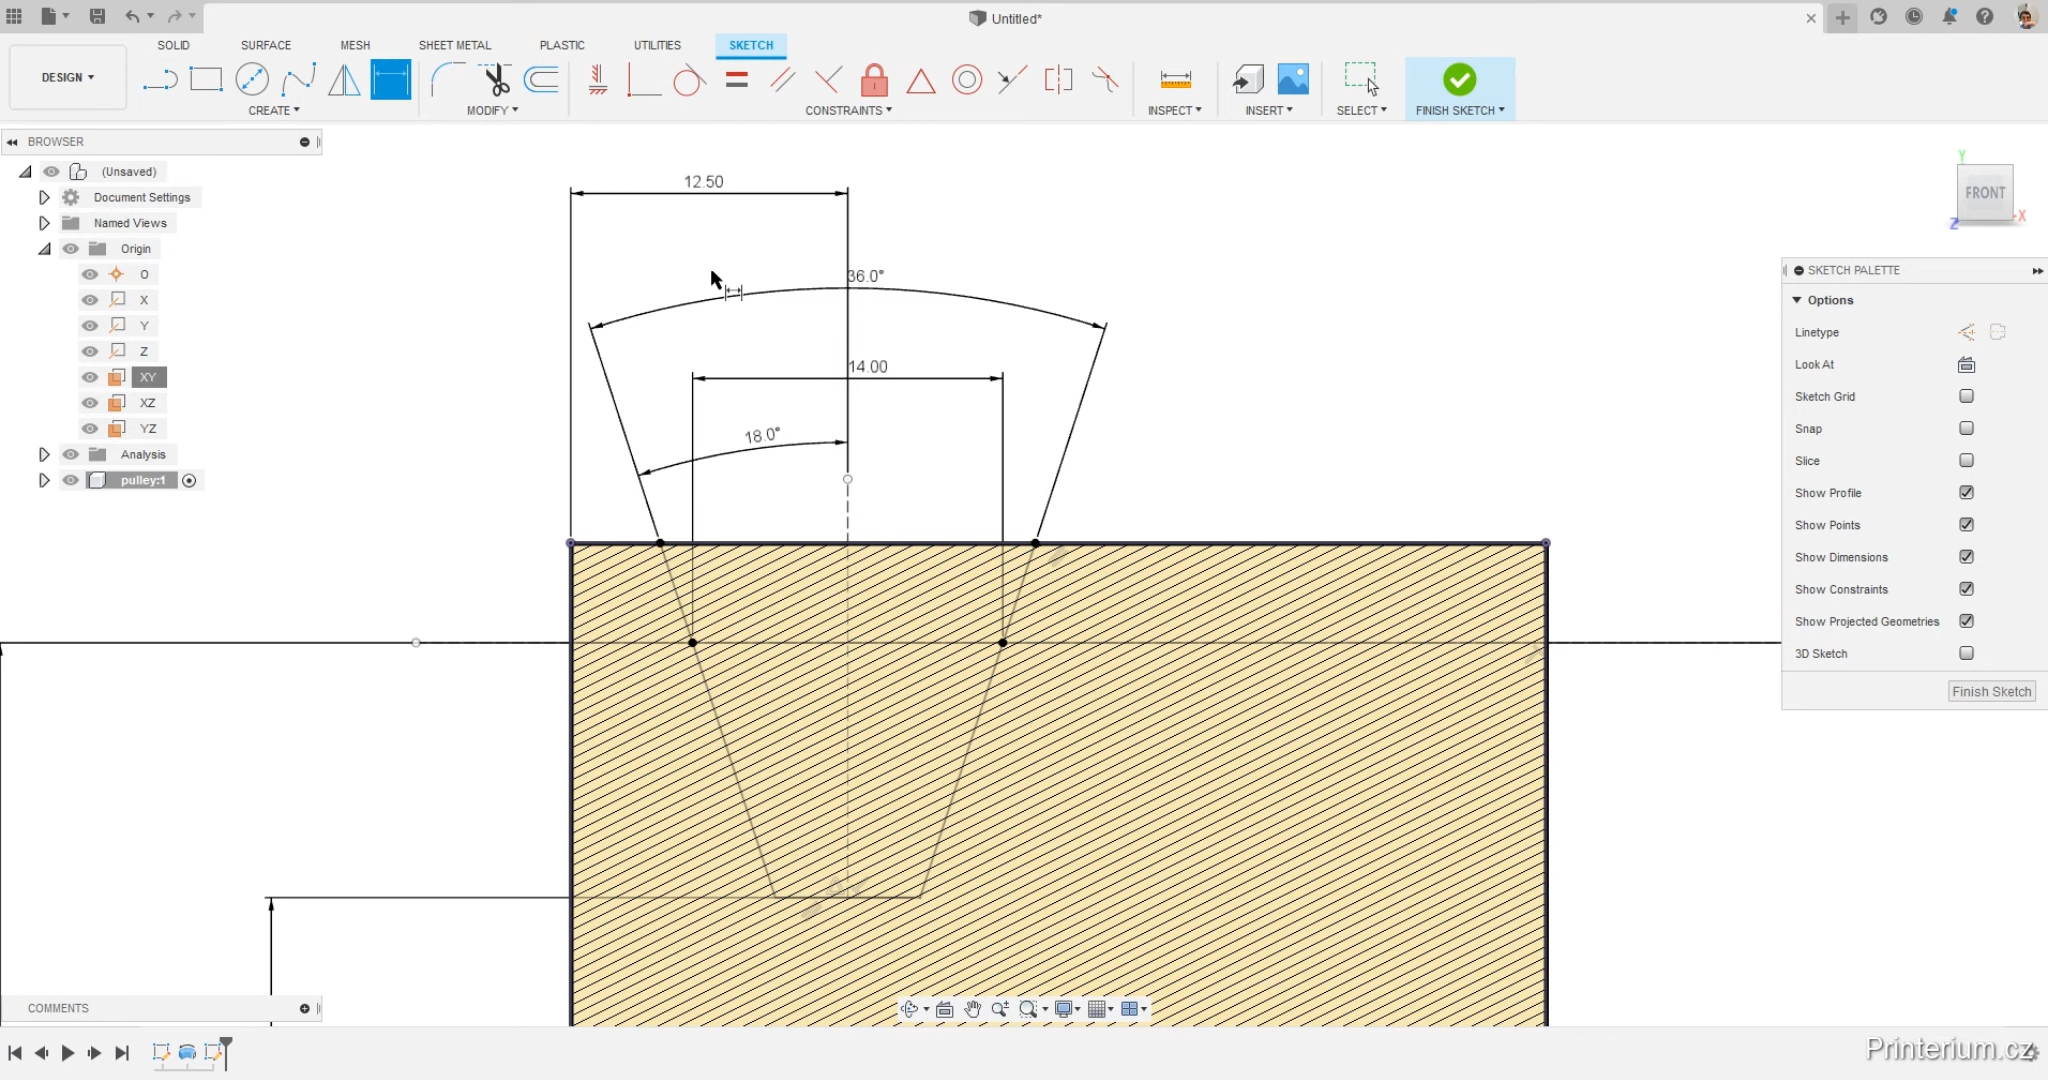 Untitled*
SOLID SURFACE MESH SHEET METAL PLASTIC UTILITIES SKETCH
DESIGN
CREATE MODIFY CONSTRAINTS INSPECT INSERT SELECT FINISH SKETCH
BROWSER
(Unsaved)
Document Settings
Named Views
Origin
O
X
Y
Z
XY
XZ
YZ
Analysis
pulley:1
12.50
36.0°
14.00
18.0°
Y
FRONT
Z
X
SKETCH PALETTE
Options
Linetype
Look At
Sketch Grid
Snap
Slice
Show Profile
Show Points
Show Dimensions
Show Constraints
Show Projected Geometries
3D Sketch
Finish Sketch
COMMENTS
Printerium.cz